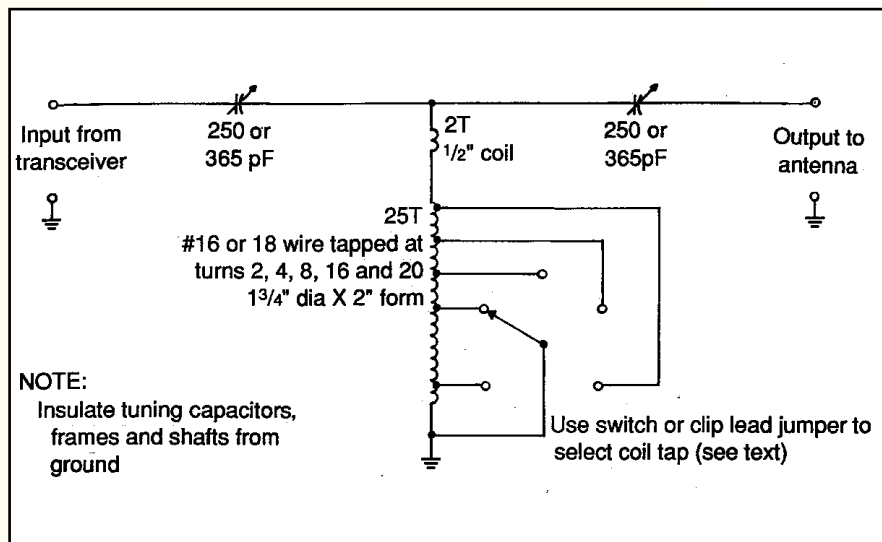 Input from
transceiver
250 or
365 pF
2T
1/2" coil
250 or
365pF
Output to
antenna
25T
#16 or 18 wire tapped at
turns 2, 4, 8, 16 and 20
1 3/4" dia X 2" form
NOTE:
Insulate tuning capacitors,
frames and shafts from
ground
Use switch or clip lead jumper to
select coil tap (see text)